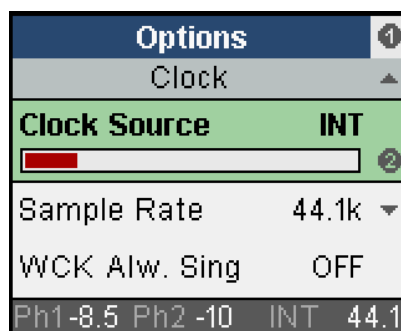 Options 1
Clock
Clock Source INT
2
Sample Rate 44.1k
WCK Alw. Sing OFF
Ph1 -8.5 Ph2 -10 INT 44.1